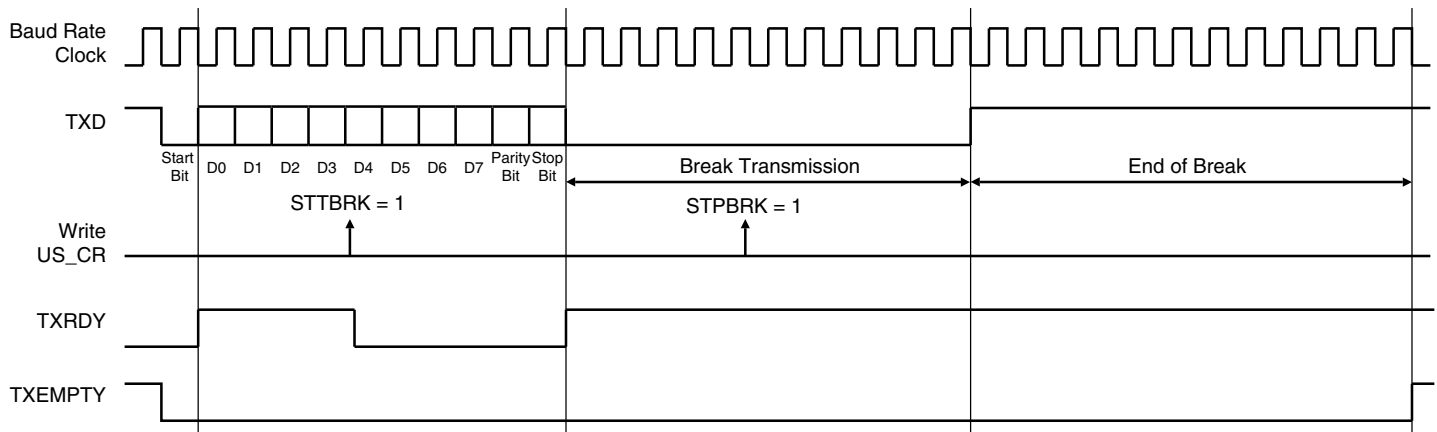 Baud Rate
Clock
TXD
Start
Bit
D0 D1 D2 D3 D4 D5 D6 D7
Parity
Bit
Stop
Bit
Break Transmission
End of Break
STTBRK = 1
STPBRK = 1
Write
US_CR
TXRDY
TXEMPTY